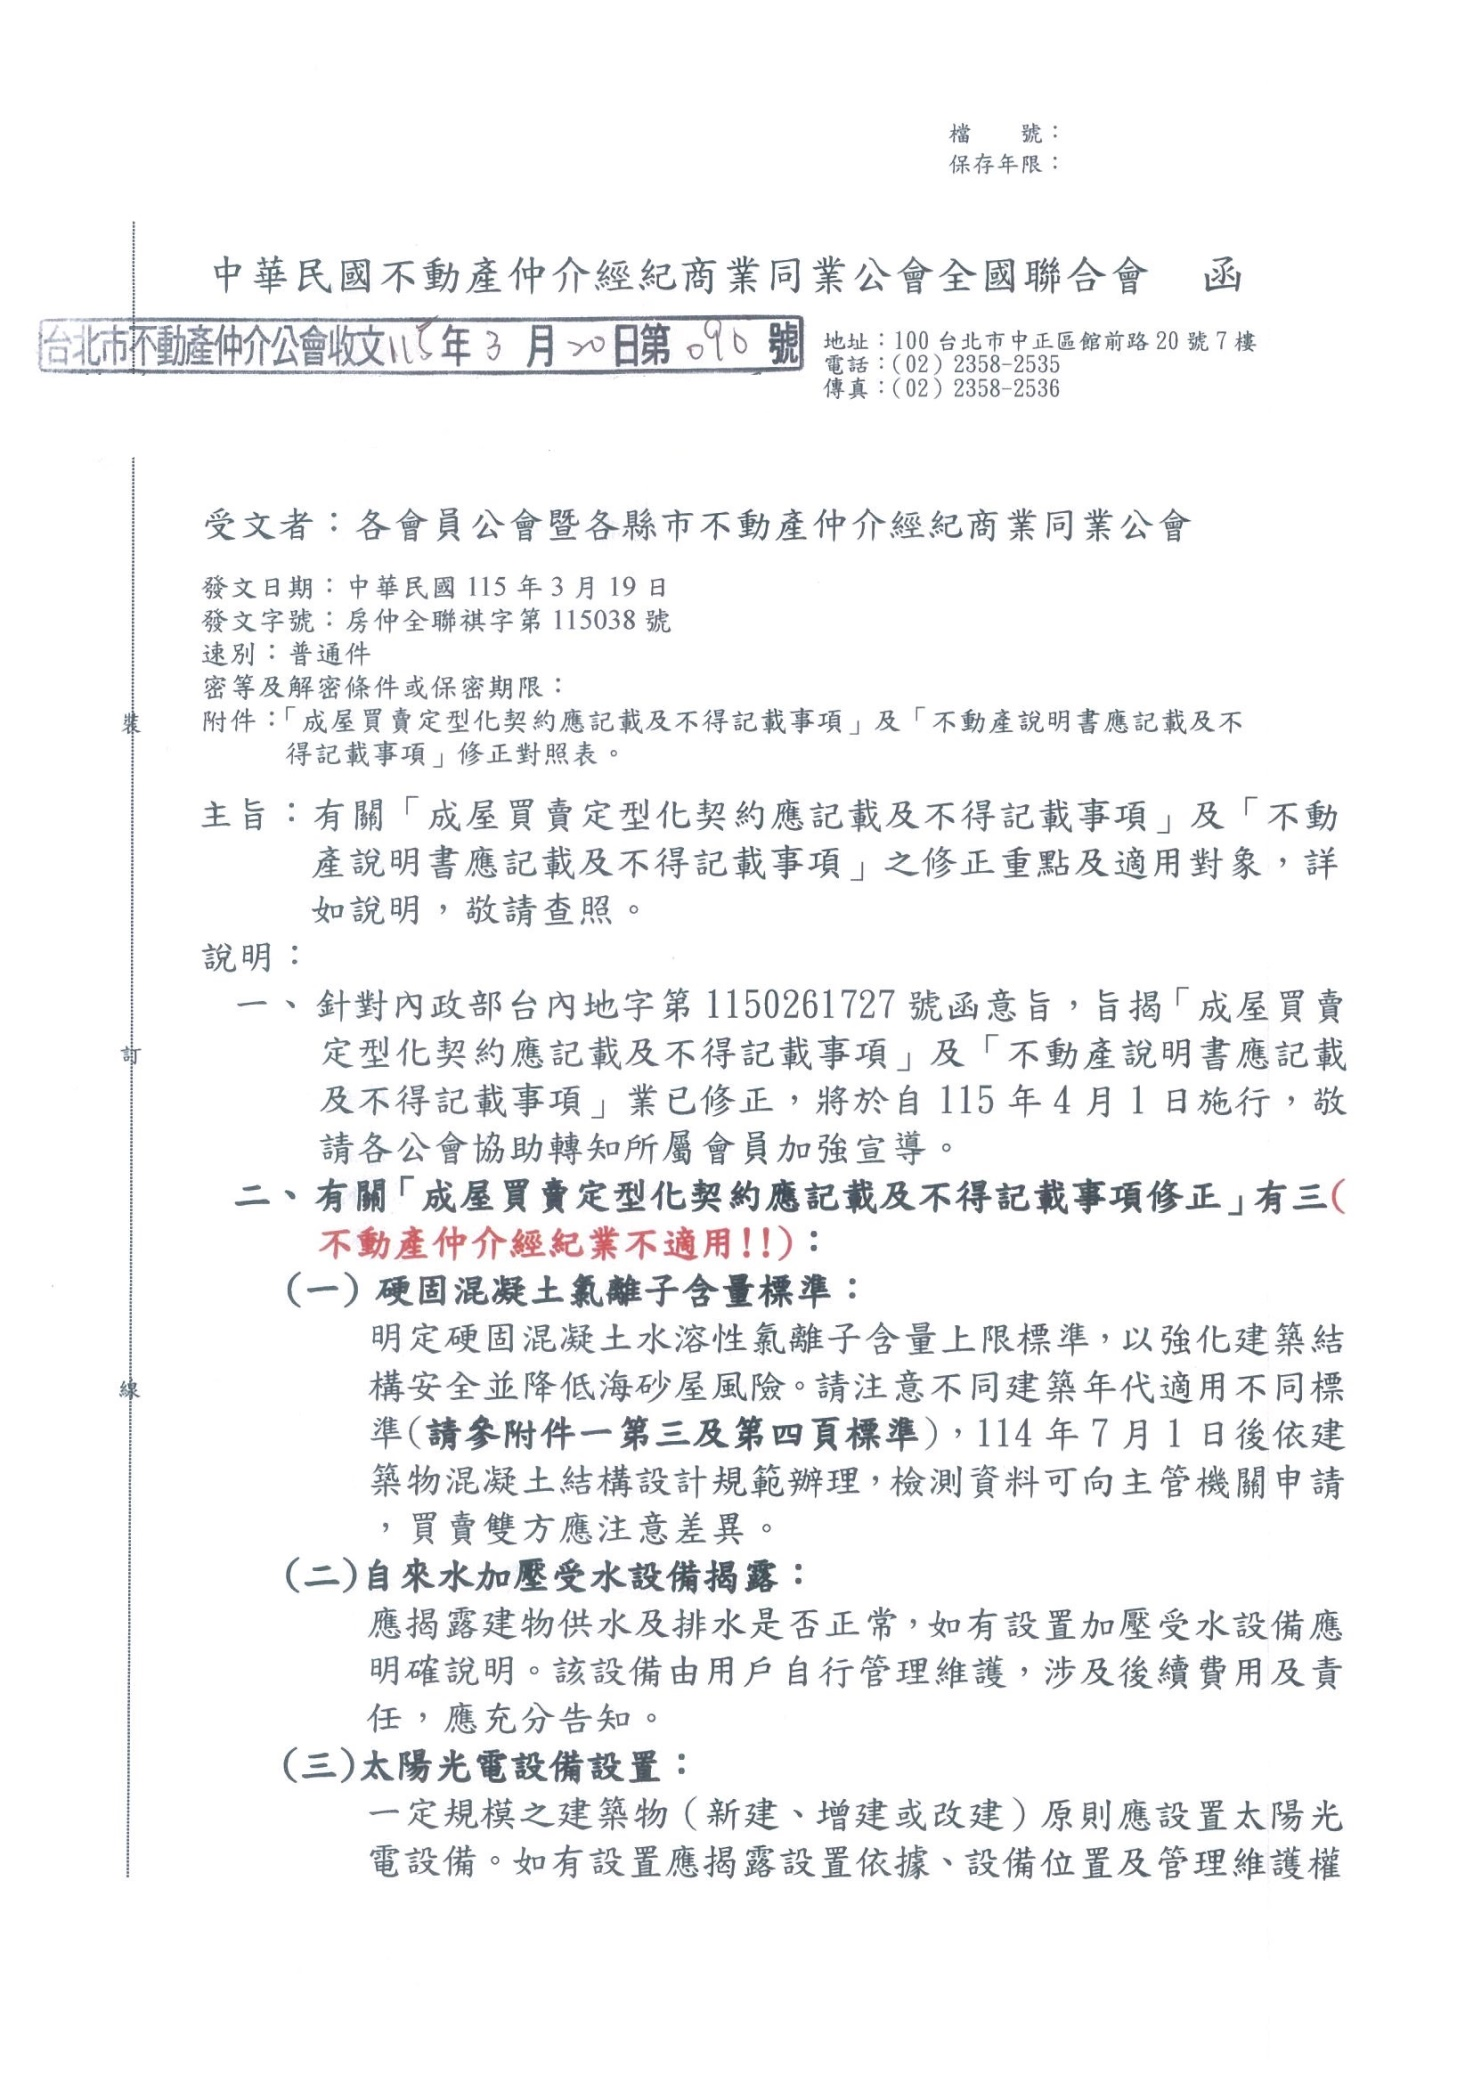 檔　　號：
保存年限：
中華民國不動產仲介經紀商業同業公會全國聯合會　函
台北市不動產仲介公會收文115年3月20日第090號
地址：100台北市中正區館前路20號7樓
電話：(02) 2358-2535
傳真：(02) 2358-2536
受文者：各會員公會暨各縣市不動產仲介經紀商業同業公會
發文日期：中華民國115年3月19日
發文字號：房仲全聯祺字第115038號
速別：普通件
密等及解密條件或保密期限：
附件：「成屋買賣定型化契約應記載及不得記載事項」及「不動產說明書應記載及不
得記載事項」修正對照表。
主旨：有關「成屋買賣定型化契約應記載及不得記載事項」及「不動
產說明書應記載及不得記載事項」之修正重點及適用對象，詳
如說明，敬請查照。
說明：
一、針對內政部台內地字第1150261727號函意旨，旨揭「成屋買賣
定型化契約應記載及不得記載事項」及「不動產說明書應記載
及不得記載事項」業已修正，將於自115年4月1日施行，敬
請各公會協助轉知所屬會員加強宣導。
二、有關「成屋買賣定型化契約應記載及不得記載事項修正」有三(
不動產仲介經紀業不適用!!)：
(一) 硬固混凝土氯離子含量標準：
明定硬固混凝土水溶性氯離子含量上限標準，以強化建築結
構安全並降低海砂屋風險。請注意不同建築年代適用不同標
準(請參附件一第三及第四頁標準)，114年7月1日後依建
築物混凝土結構設計規範辦理，檢測資料可向主管機關申請
，買賣雙方應注意差異。
(二)自來水加壓受水設備揭露：
應揭露建物供水及排水是否正常，如有設置加壓受水設備應
明確說明。該設備由用戶自行管理維護，涉及後續費用及責
任，應充分告知。
(三)太陽光電設備設置：
一定規模之建築物（新建、增建或改建）原則應設置太陽光
電設備。如有設置應揭露設置依據、設備位置及管理維護權
裝
訂
線